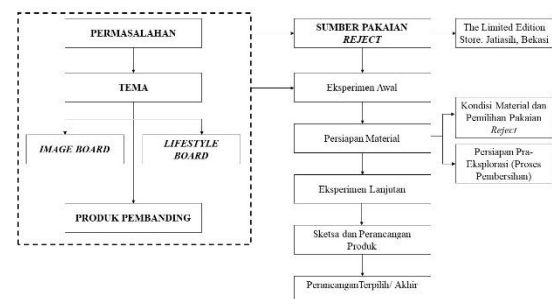 PERMASALAHAN
TEMA
IMAGE BOARD
LIFESTYLE
BOARD
PRODUK PEMBANDING
SUMBER PAKAIAN
REJECT
Eksperimen Awal
Persiapan Material
Eksperimen Lanjutan
Sketsa dan Perancangan
Produk
PerancanganTerpilih/ Akhir
The Limited Edition
Store. Jatiasih, Bekasi
Kondisi Material dan
Pemilihan Pakaian
Reject
Persiapan Pra-
Eksplorasi (Proses
Pembersihan)